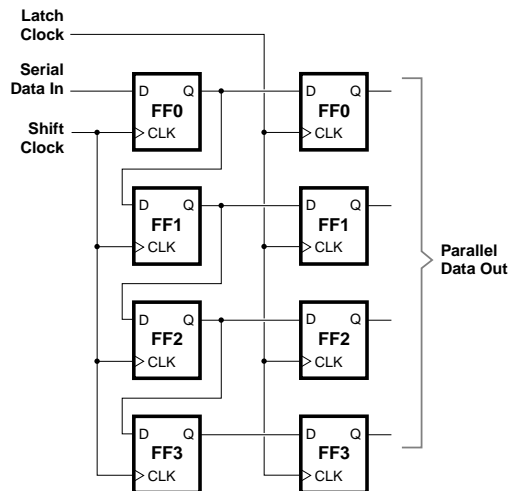 Latch
Clock
Serial
Data In
D Q D Q
FF0 FF0
Shift
Clock
CLK CLK
D Q D Q
FF1 FF1
CLK CLK
Parallel
Data Out
D Q D Q
FF2 FF2
CLK CLK
D Q D Q
FF3 FF3
CLK CLK